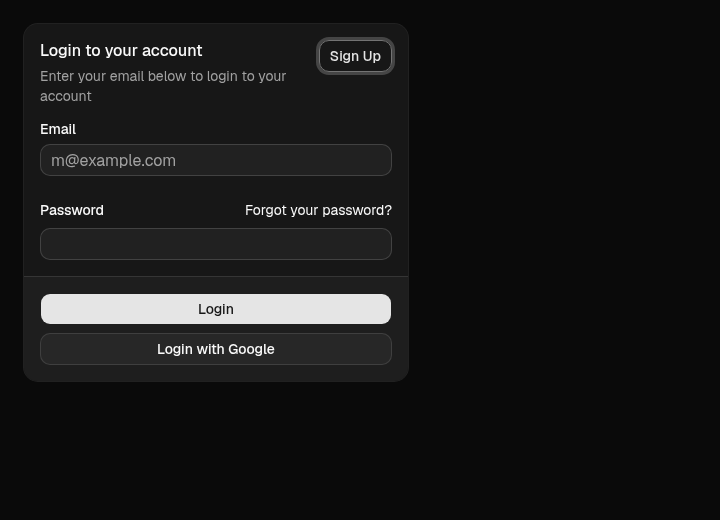 Login to your account
Sign Up
Enter your email below to login to your
account
Email
m@example.com
Password
Forgot your password?
Login
Login with Google